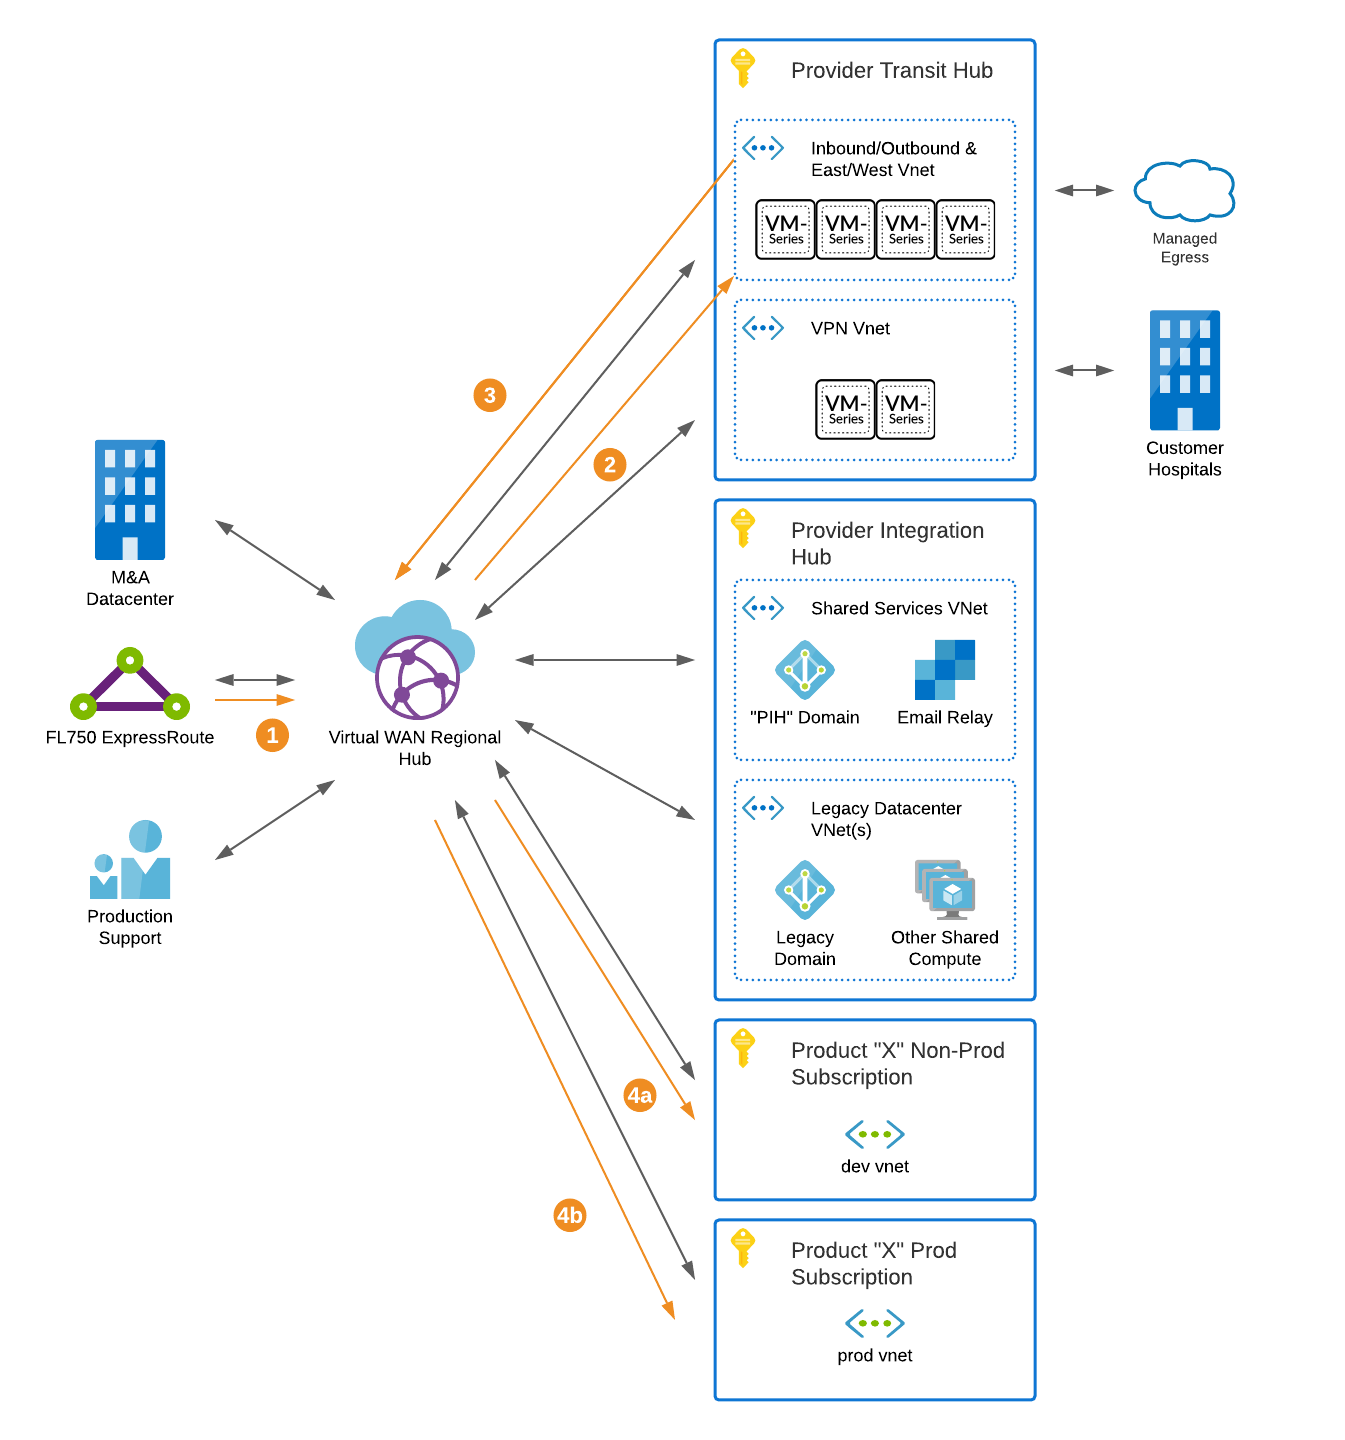 Provider Transit Hub
Inbound/Outbound &
East/West Vnet
VM-
Series
VM-
Series
VM-
Series
VM-
Series
Managed
Egress
VPN Vnet
VM-
Series
VM-
Series
Customer
Hospitals
3
2
M&A
Datacenter
FL750 ExpressRoute
1
Virtual WAN Regional
Hub
Production
Support
Provider Integration
Hub
Shared Services VNet
"PIH" Domain
Email Relay
Legacy Datacenter
VNet(s)
Legacy
Domain
Other Shared
Compute
4a
Product "X" Non-Prod
Subscription
dev vnet
4b
Product "X" Prod
Subscription
prod vnet